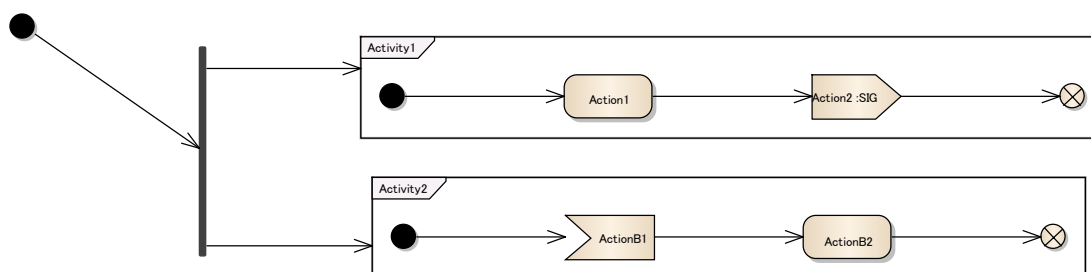 Activity1
Action1
Action2 :SIG
Activity2
ActionB1
ActionB2